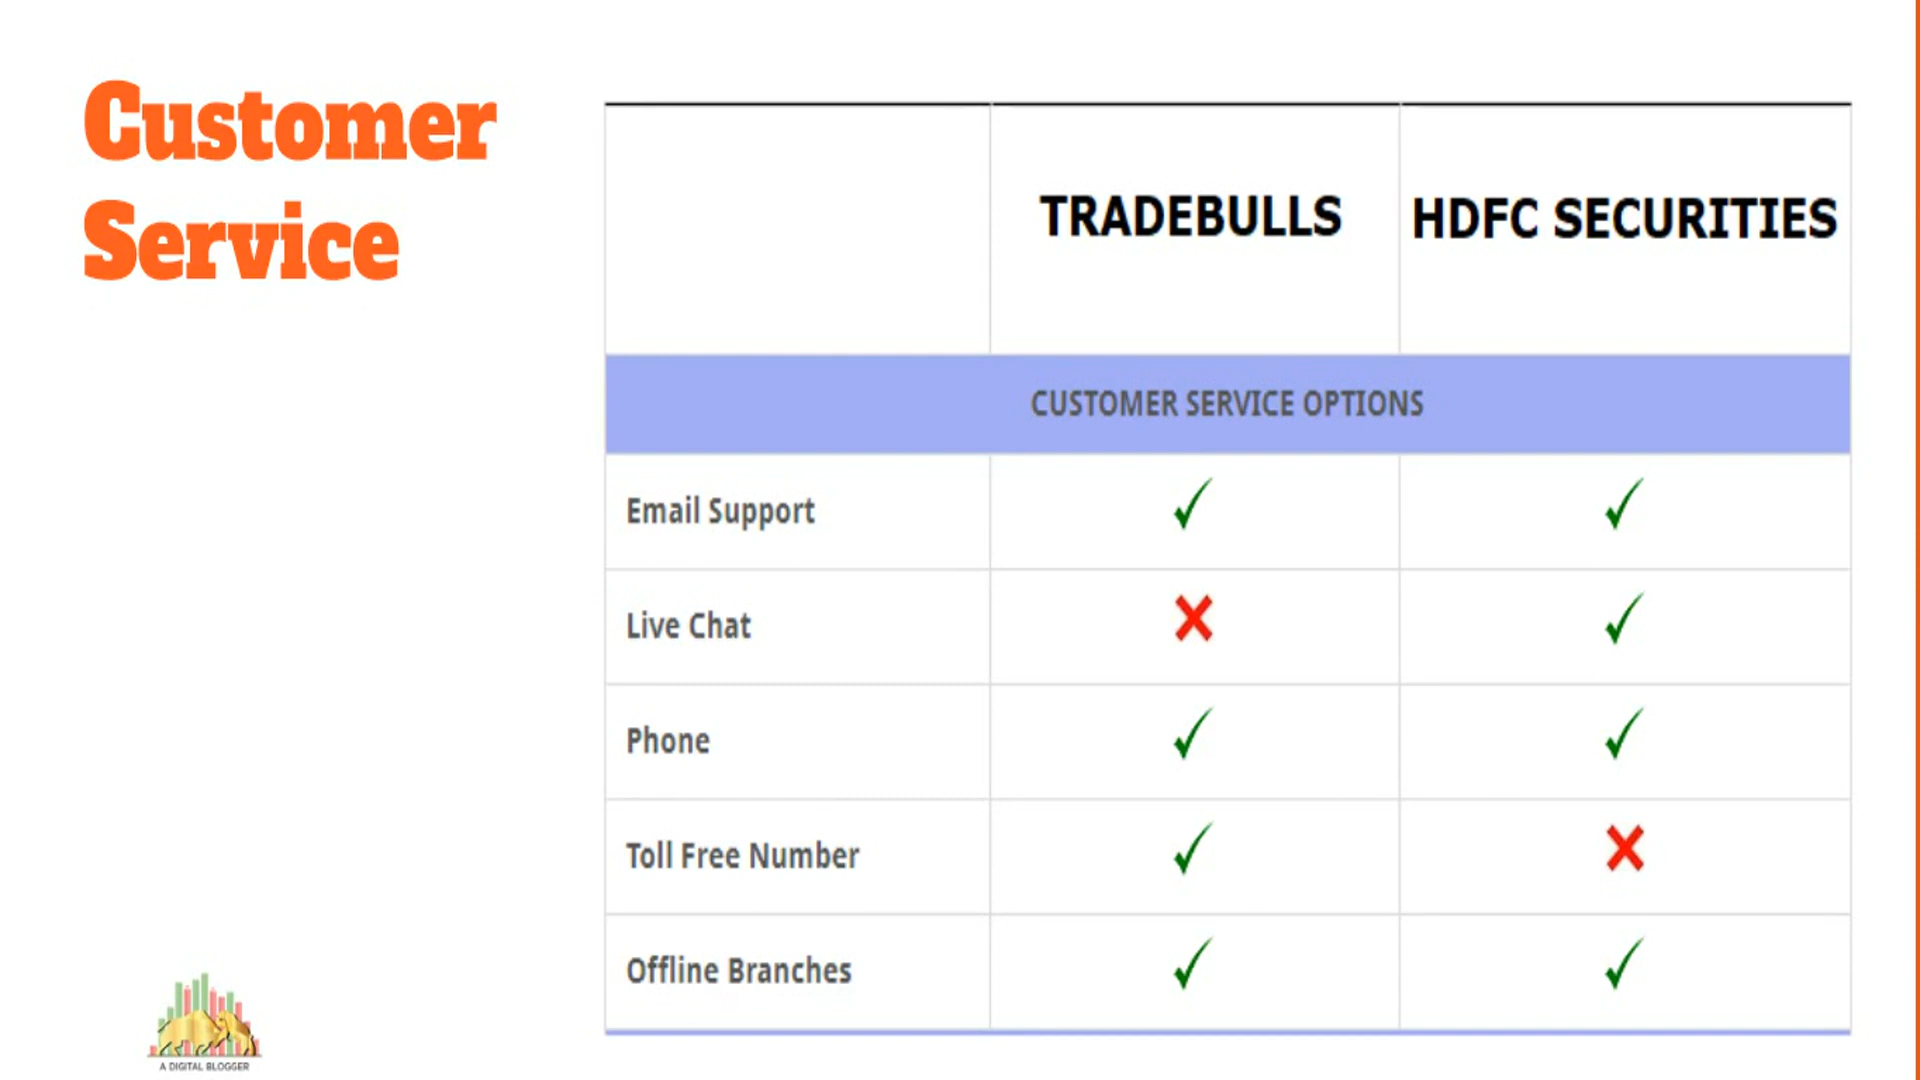 Customer
Service
TRADEBULLS HDFC SECURITIES
CUSTOMER SERVICE OPTIONS
Email Support ✓ ✓
Live Chat ✗ ✓
Phone ✓ ✓
Toll Free Number ✓ ✗
Offline Branches ✓ ✓
A DIGITAL BLOGGER